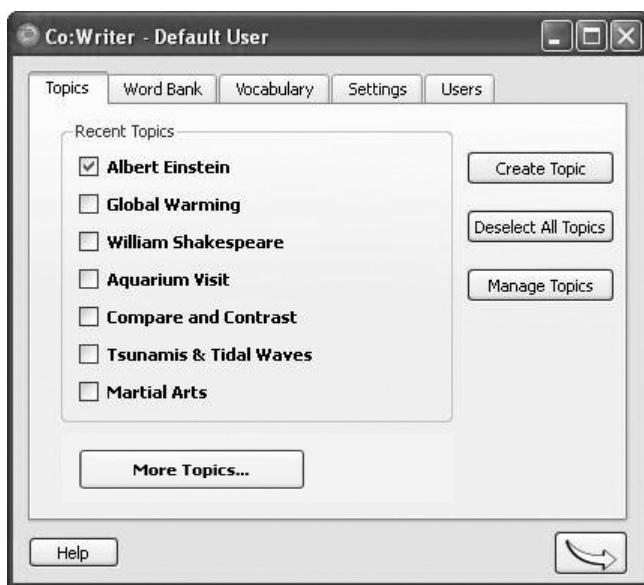 Co:Writer - Default User
Topics Word Bank Vocabulary Settings Users
Recent Topics
Albert Einstein
Global Warming
William Shakespeare
Aquarium Visit
Compare and Contrast
Tsunamis & Tidal Waves
Martial Arts
Create Topic
Deselect All Topics
Manage Topics
More Topics...
Help